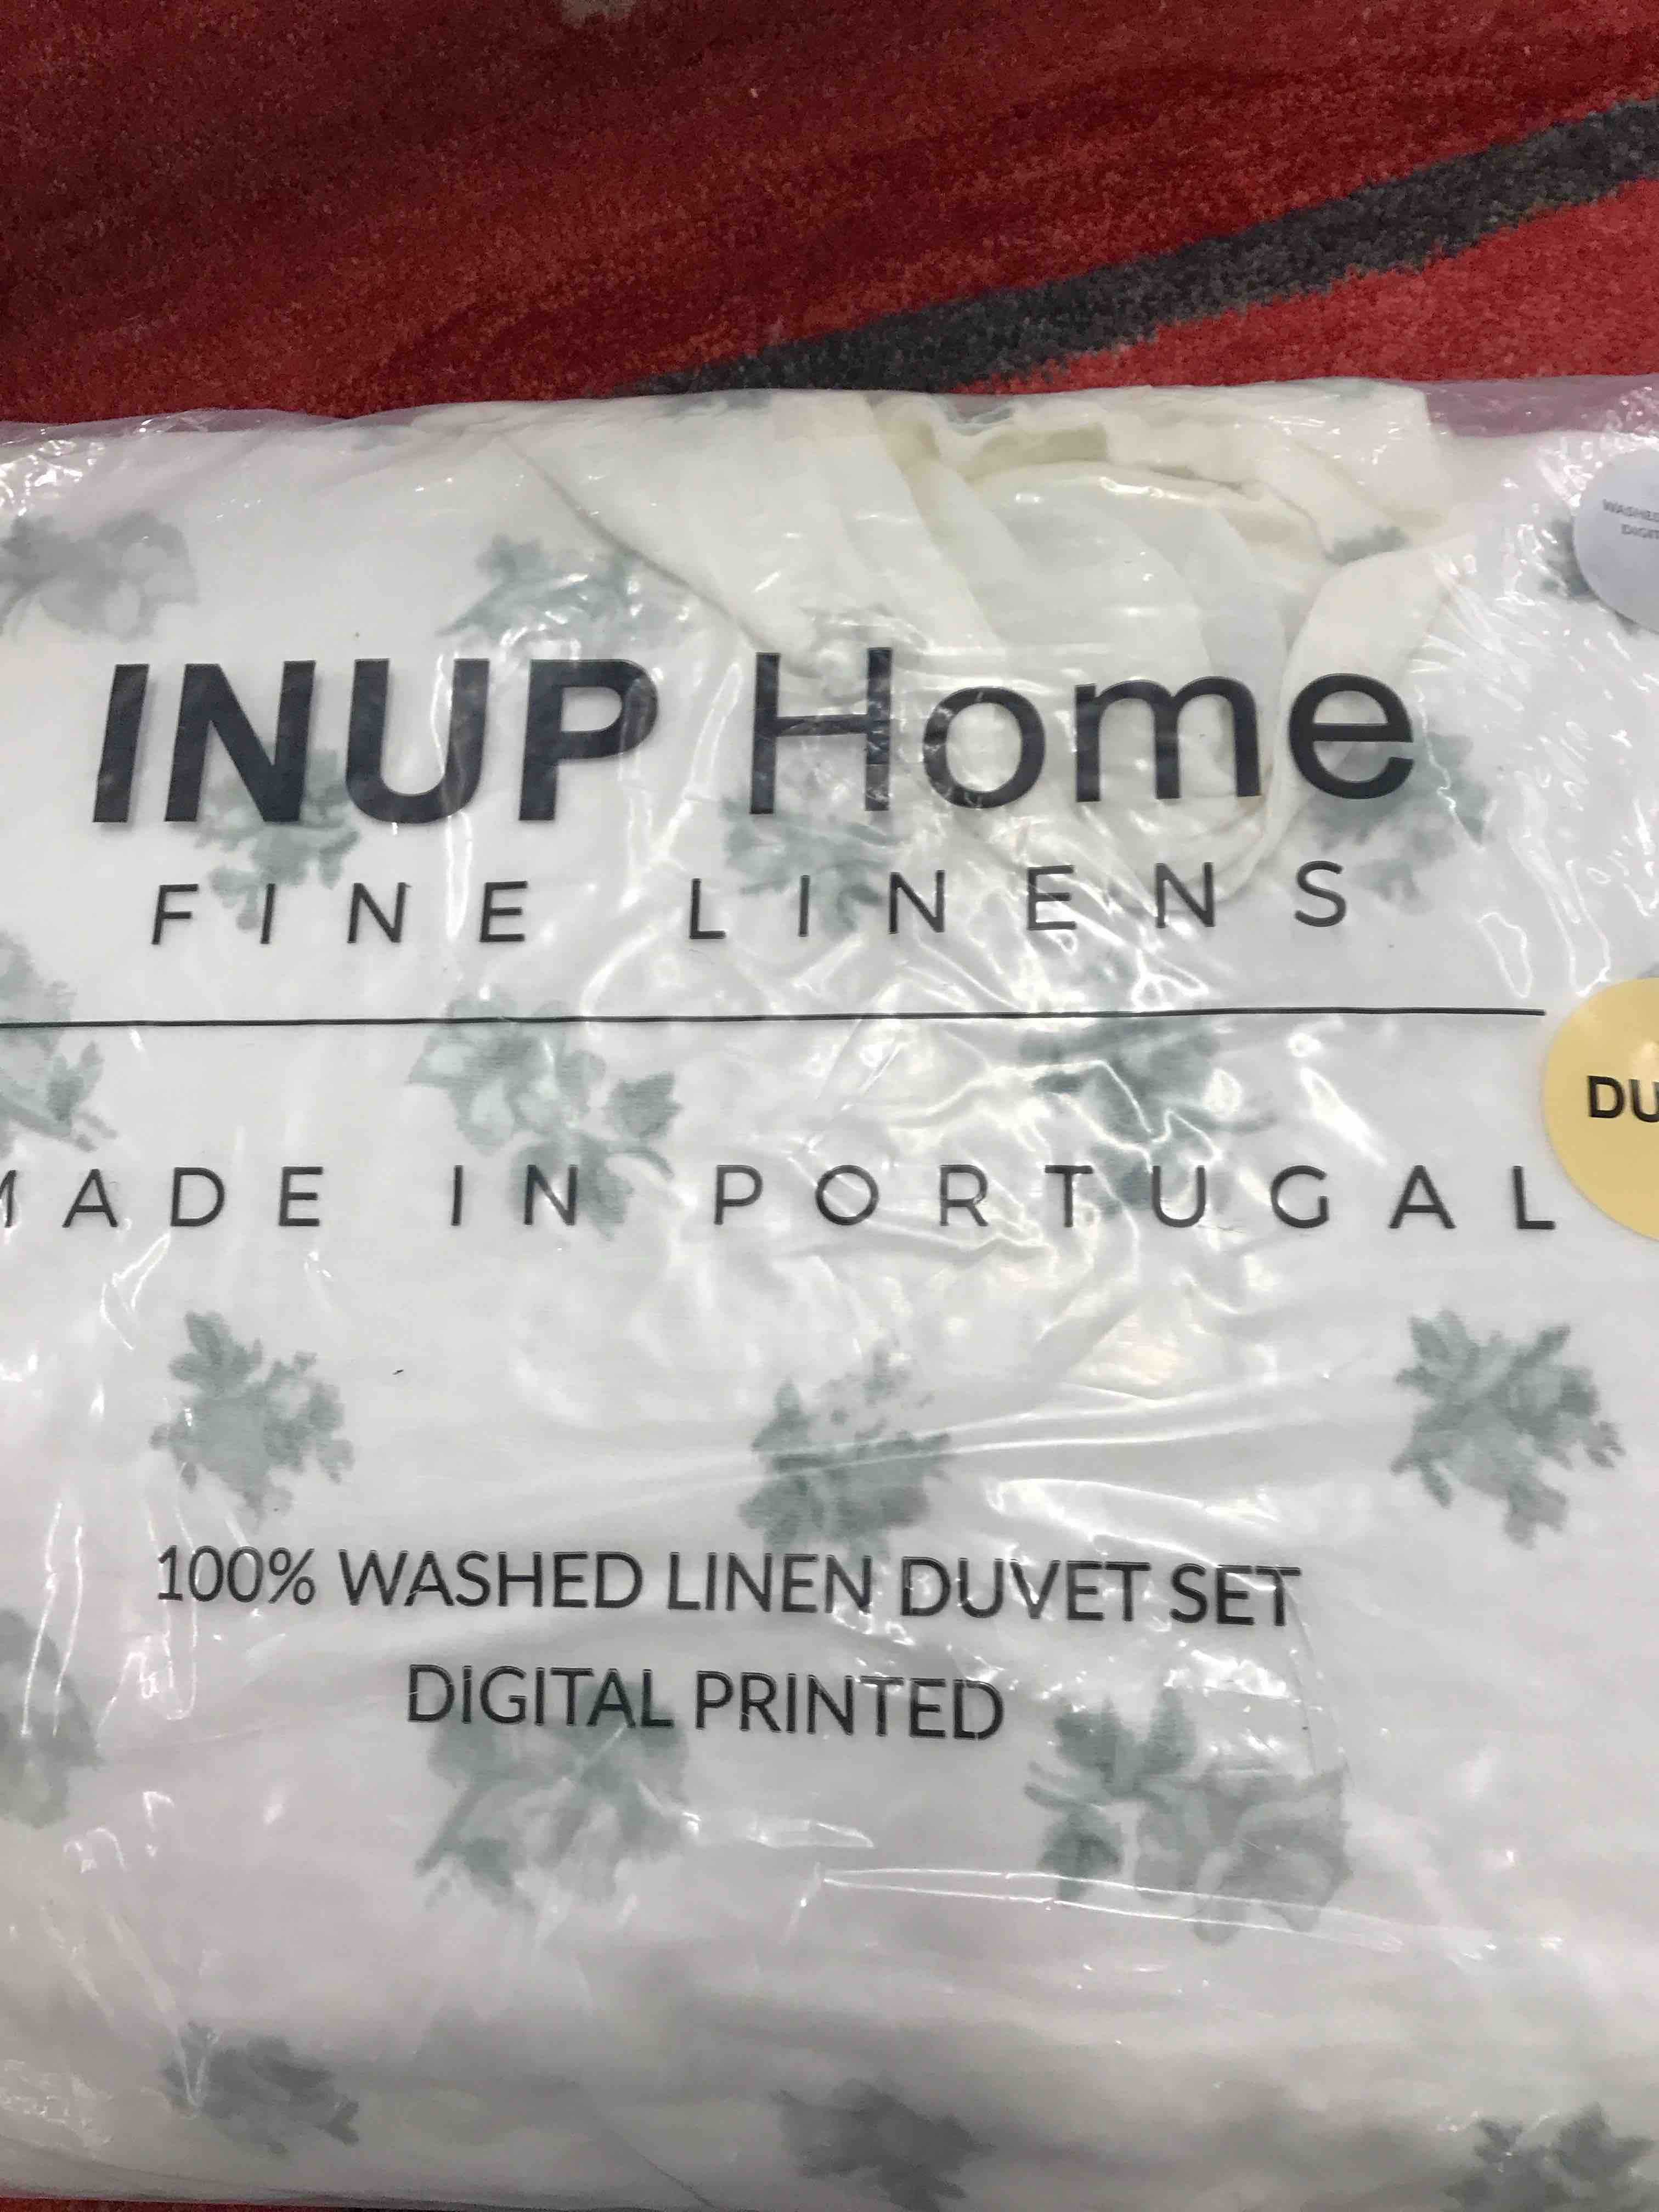 INUP Home
FINE LINENS
MADE IN PORTUGAL
100% WASHED LINEN DUVET SET
DIGITAL PRINTED
DU